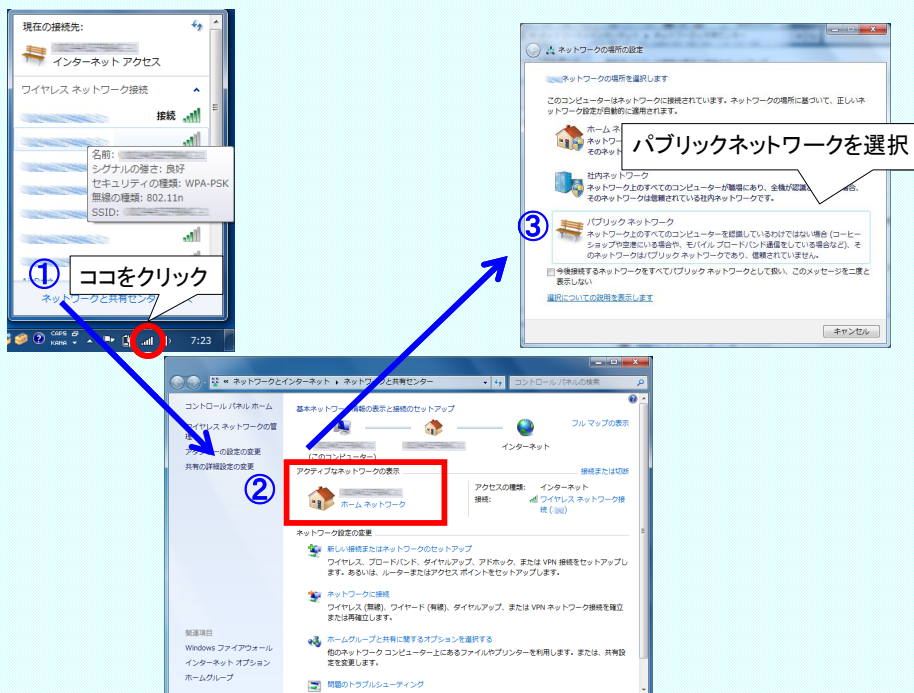 現在の接続先:
インターネット アクセス
ワイヤレス ネットワーク接続
接続
名前:
シグナルの強さ: 良好
セキュリティの種類: WPA-PSK
無線の種類: 802.11n
SSID:
①
ココをクリック
ネットワークと共有センタ
CAPS
KANA
7:23
ネットワークの場所の設定
ネットワークの場所を選択します
このコンピューターはネットワークに接続されています。ネットワークの場所に基づいて、正しいネ
ットワーク設定が自動的に適用されます。
ホーム ネ
ネットワー
そのネット
パブリックネットワークを選択
社内ネットワーク
ネットワーク上のすべてのコンピューターが職場にあり、全機が認識
合、
そのネットワークは信頼されている社内ネットワークです。
③
パブリック ネットワーク
ネットワーク上のすべてのコンピューターを認識しているわけではない場合 (コーヒー
ショップや空港にいる場合や、モバイル ブロードバンド通信をしている場合など)、そ
のネットワークはパブリック ネットワークであり、信頼されていません。
今後接続するネットワークをすべてパブリック ネットワークとして扱い、このメッセージを二度と
表示しない
選択についての説明を表示します
キャンセル
« ネットワークとインターネット ▸ ネットワークと共有センター
コントロール パネルの検索
コントロール パネル ホーム
ワイヤレス ネットワークの管
理
アダプターの設定の変更
共有の詳細設定の変更
基本ネットワーク情報の表示と接続のセットアップ
フル マップの表示
(このコンピューター)
インターネット
アクティブなネットワークの表示
接続または切断
②
ホーム ネットワーク
アクセスの種類: インターネット
接続: ワイヤレス ネットワーク接
続 (
ネットワーク設定の変更
新しい接続またはネットワークのセットアップ
ワイヤレス、ブロードバンド、ダイヤルアップ、アドホック、または VPN 接続をセットアップし
ます。あるいは、ルーターまたはアクセス ポイントをセットアップします。
ネットワークに接続
ワイヤレス (無線)、ワイヤード (有線)、ダイヤルアップ、または VPN ネットワーク接続を確立
または再確立します。
ホームグループと共有に関するオプションを選択する
他のネットワーク コンピューター上にあるファイルやプリンターを利用します。または、共有設
定を変更します。
問題のトラブルシューティング
関連項目
Windows ファイアウォール
インターネット オプション
ホームグループ